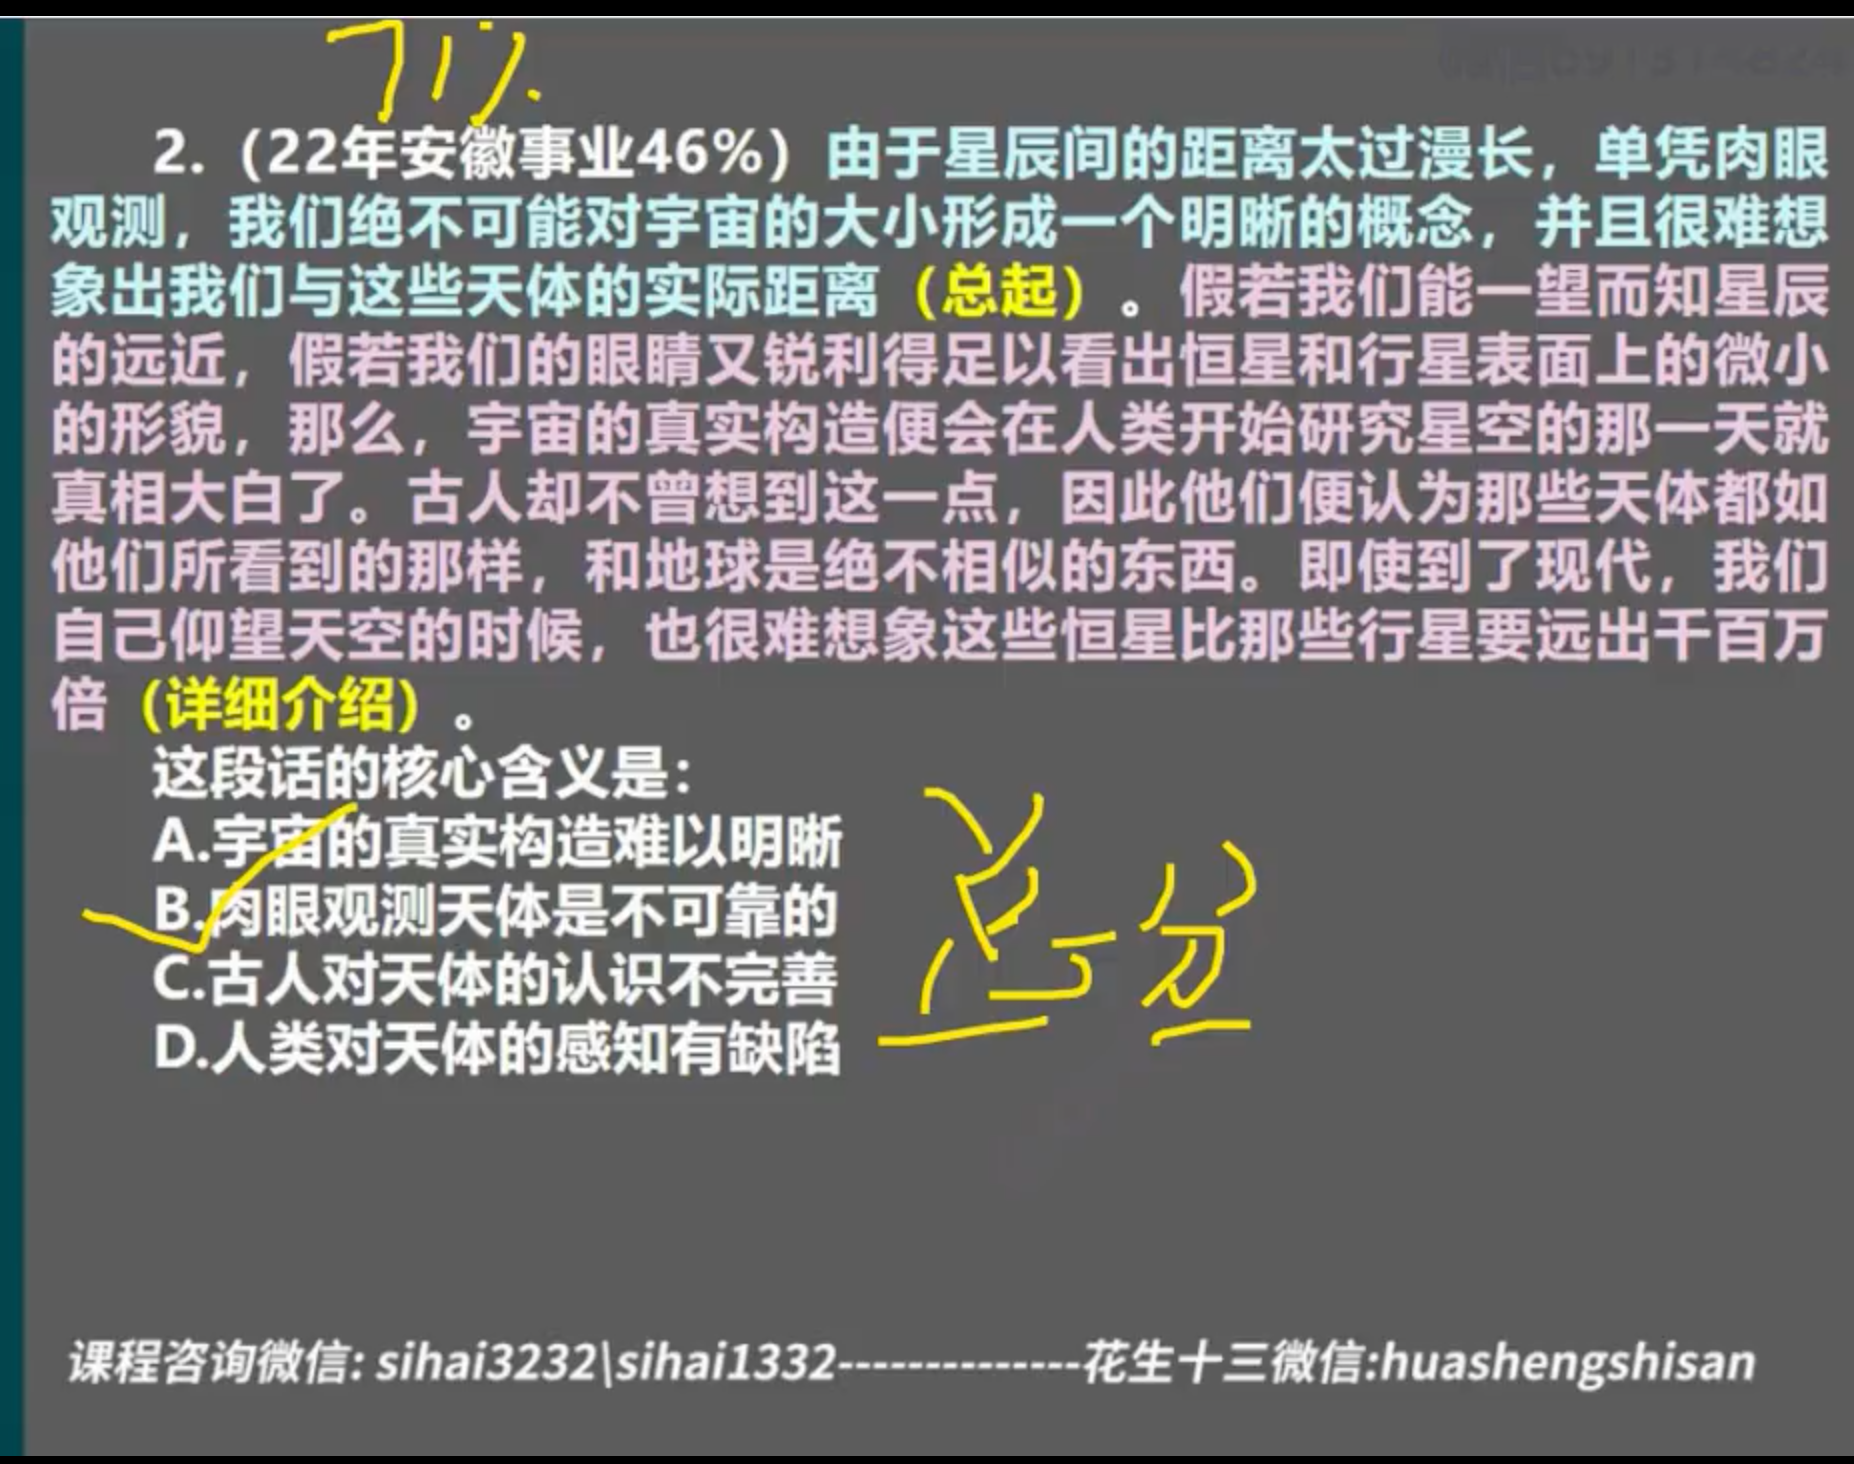 71%
2.（22年安徽事业46%）由于星辰间的距离太过漫长，单凭肉眼
观测，我们绝不可能对宇宙的大小形成一个明晰的概念，并且很难想
象出我们与这些天体的实际距离（总起）。假若我们能一望而知星辰
的远近，假若我们的眼睛又锐利得足以看出恒星和行星表面上的微小
的形貌，那么，宇宙的真实构造便会在人类开始研究星空的那一天就
真相大白了。古人却不曾想到这一点，因此他们便认为那些天体都如
他们所看到的那样，和地球是绝不相似的东西。即使到了现代，我们
自己仰望天空的时候，也很难想象这些恒星比那些行星要远出千百万
倍（详细介绍）。
这段话的核心含义是：
A.宇宙的真实构造难以明晰
B.肉眼观测天体是不可靠的
C.古人对天体的认识不完善
D.人类对天体的感知有缺陷
总-分
课程咨询微信: sihai3232\sihai1332--------------花生十三微信:huashengshisan